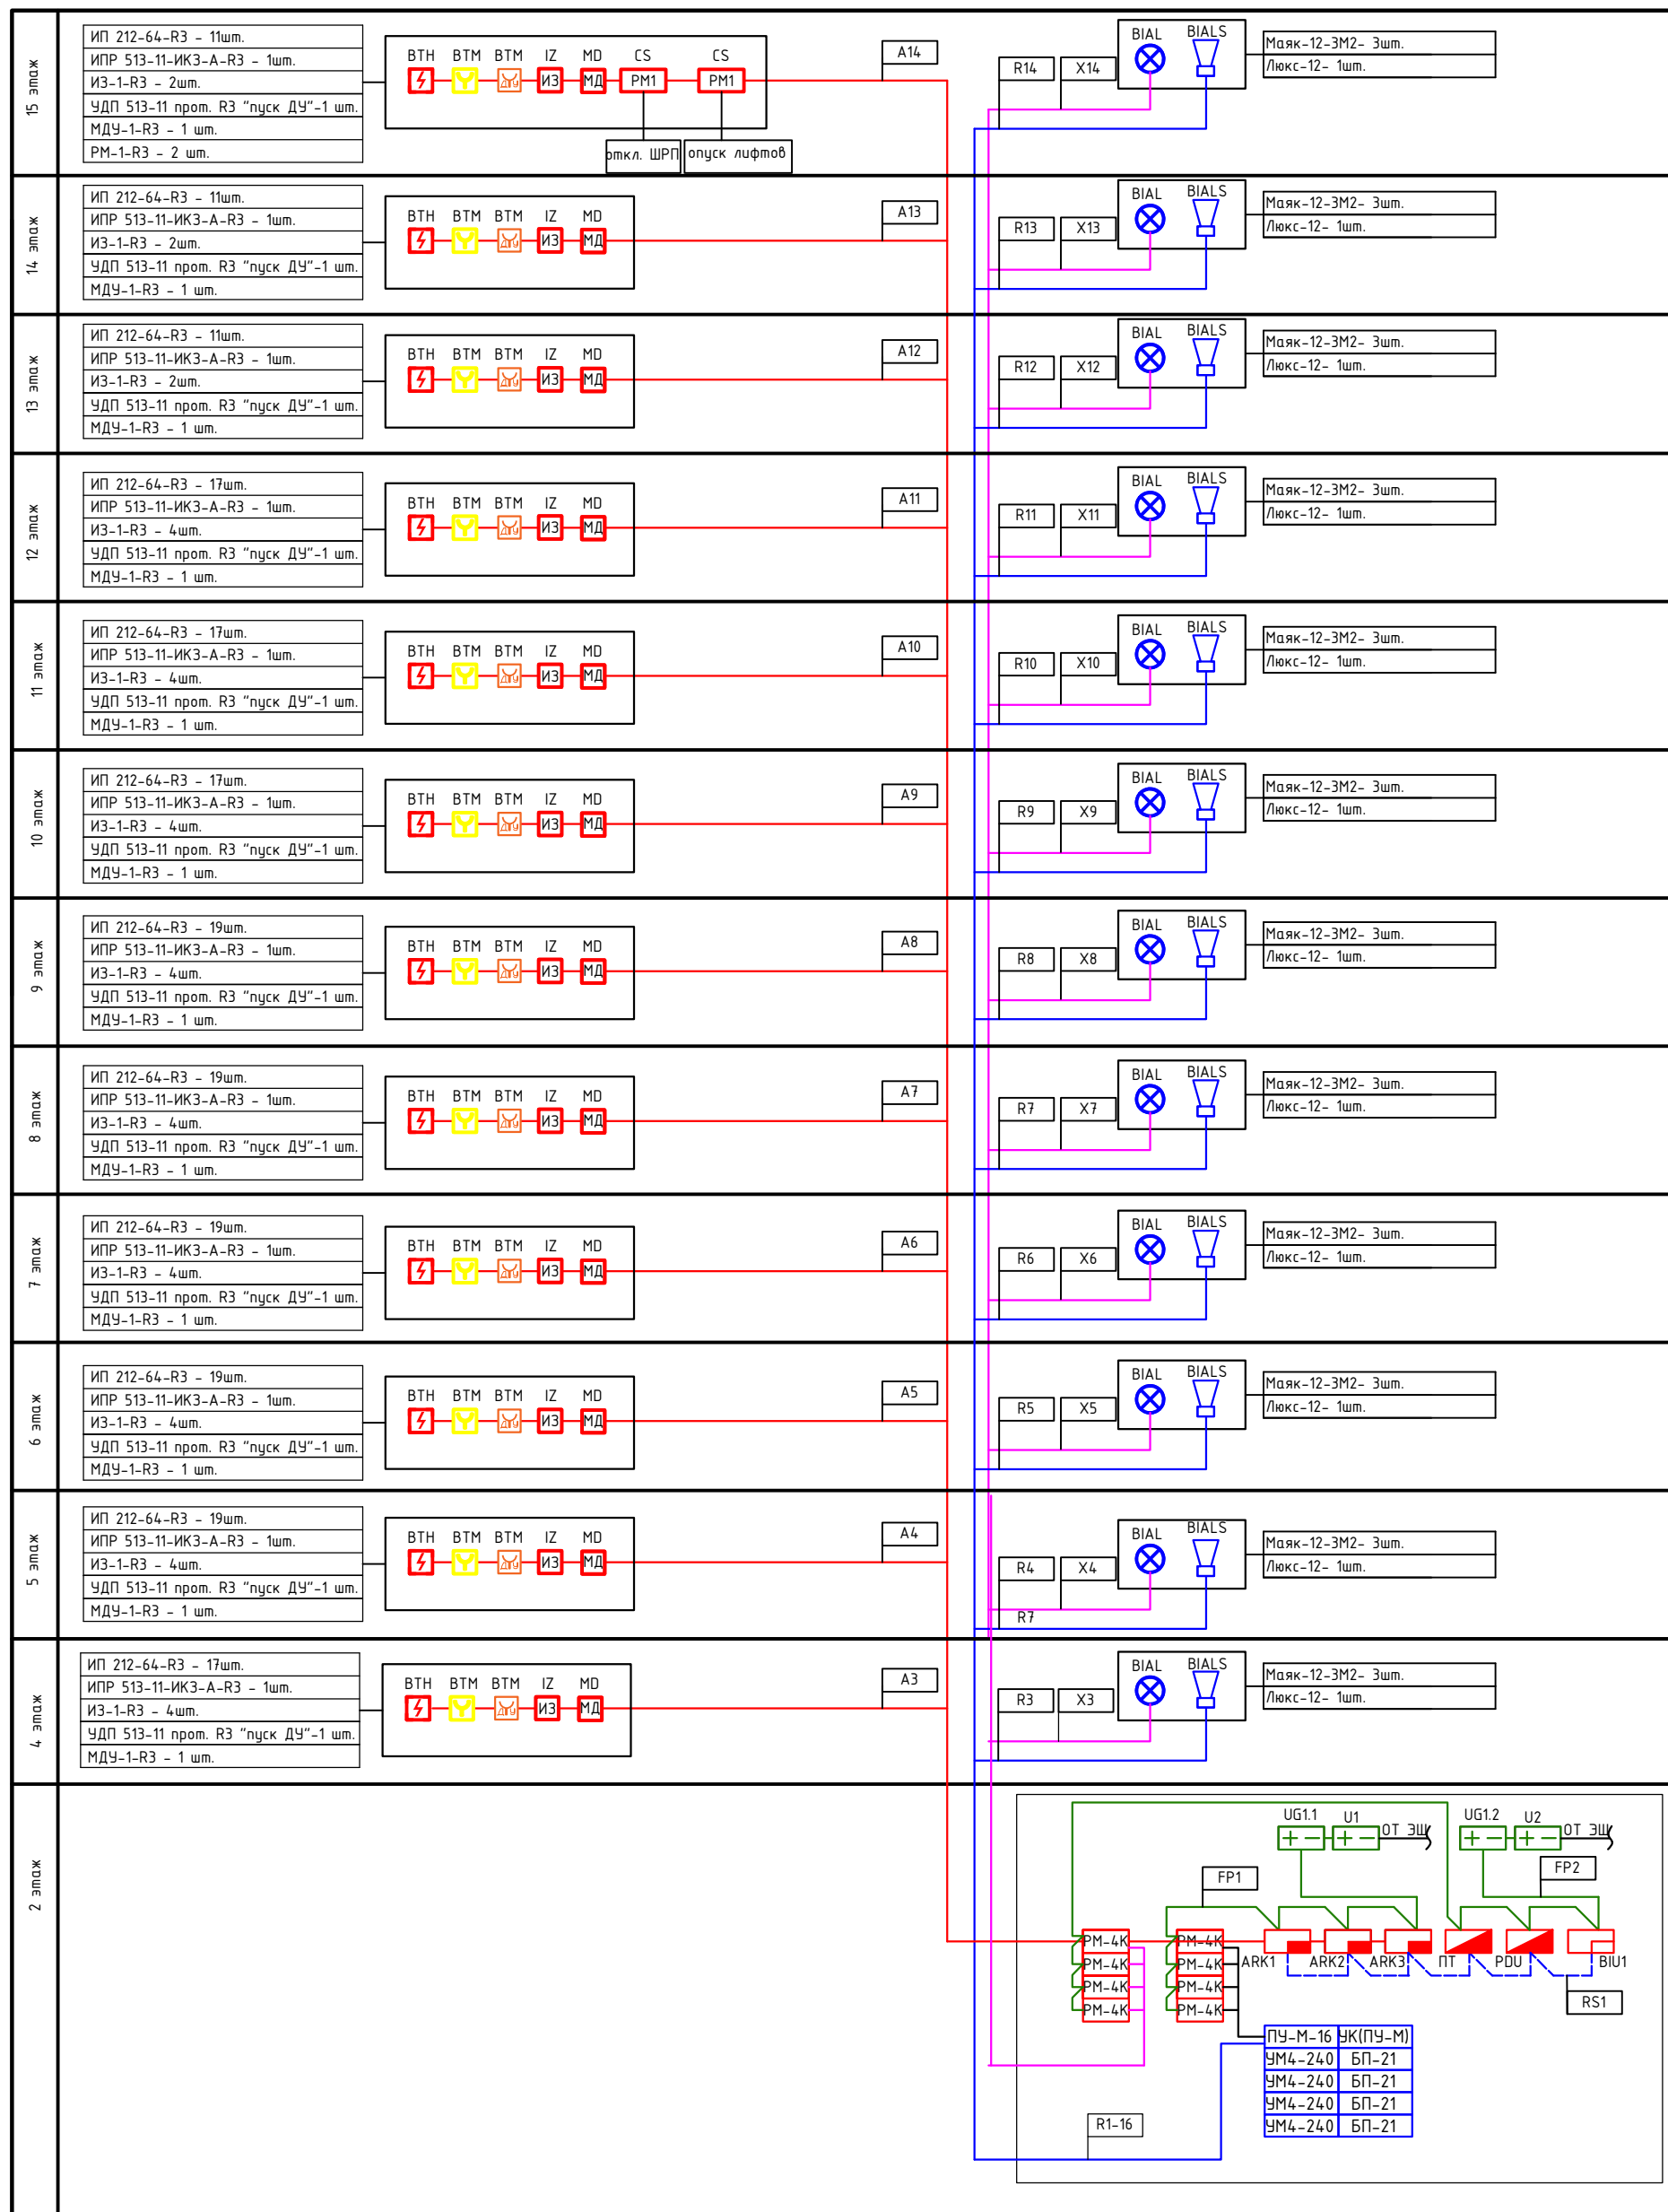 15 этаж
ИП 212-64-R3 - 11шт.
ИПР 513-11-ИКЗ-А-R3 - 1шт.
ИЗ-1-R3 - 2шт.
УДП 513-11 прот. R3 "пуск ДУ"-1 шт.
МДУ-1-R3 - 1 шт.
РМ-1-R3 - 2 шт.
BTH BTM BTM IZ MD CS CS
ДУ ИЗ МД РМ1 РМ1
откл. ШРП опуск лифтов
A14
R14 X14
BIAL BIALS
Маяк-12-3М2- 3шт.
Люкс-12- 1шт.
14 этаж
ИП 212-64-R3 - 11шт.
ИПР 513-11-ИКЗ-А-R3 - 1шт.
ИЗ-1-R3 - 2шт.
УДП 513-11 прот. R3 "пуск ДУ"-1 шт.
МДУ-1-R3 - 1 шт.
BTH BTM BTM IZ MD
ДУ ИЗ МД
A13
R13 X13
BIAL BIALS
Маяк-12-3М2- 3шт.
Люкс-12- 1шт.
13 этаж
ИП 212-64-R3 - 11шт.
ИПР 513-11-ИКЗ-А-R3 - 1шт.
ИЗ-1-R3 - 2шт.
УДП 513-11 прот. R3 "пуск ДУ"-1 шт.
МДУ-1-R3 - 1 шт.
BTH BTM BTM IZ MD
ДУ ИЗ МД
A12
R12 X12
BIAL BIALS
Маяк-12-3М2- 3шт.
Люкс-12- 1шт.
12 этаж
ИП 212-64-R3 - 17шт.
ИПР 513-11-ИКЗ-А-R3 - 1шт.
ИЗ-1-R3 - 4шт.
УДП 513-11 прот. R3 "пуск ДУ"-1 шт.
МДУ-1-R3 - 1 шт.
BTH BTM BTM IZ MD
ДУ ИЗ МД
A11
R11 X11
BIAL BIALS
Маяк-12-3М2- 3шт.
Люкс-12- 1шт.
11 этаж
ИП 212-64-R3 - 17шт.
ИПР 513-11-ИКЗ-А-R3 - 1шт.
ИЗ-1-R3 - 4шт.
УДП 513-11 прот. R3 "пуск ДУ"-1 шт.
МДУ-1-R3 - 1 шт.
BTH BTM BTM IZ MD
ДУ ИЗ МД
A10
R10 X10
BIAL BIALS
Маяк-12-3М2- 3шт.
Люкс-12- 1шт.
10 этаж
ИП 212-64-R3 - 17шт.
ИПР 513-11-ИКЗ-А-R3 - 1шт.
ИЗ-1-R3 - 4шт.
УДП 513-11 прот. R3 "пуск ДУ"-1 шт.
МДУ-1-R3 - 1 шт.
BTH BTM BTM IZ MD
ДУ ИЗ МД
A9
R9 X9
BIAL BIALS
Маяк-12-3М2- 3шт.
Люкс-12- 1шт.
9 этаж
ИП 212-64-R3 - 19шт.
ИПР 513-11-ИКЗ-А-R3 - 1шт.
ИЗ-1-R3 - 4шт.
УДП 513-11 прот. R3 "пуск ДУ"-1 шт.
МДУ-1-R3 - 1 шт.
BTH BTM BTM IZ MD
ДУ ИЗ МД
A8
R8 X8
BIAL BIALS
Маяк-12-3М2- 3шт.
Люкс-12- 1шт.
8 этаж
ИП 212-64-R3 - 19шт.
ИПР 513-11-ИКЗ-А-R3 - 1шт.
ИЗ-1-R3 - 4шт.
УДП 513-11 прот. R3 "пуск ДУ"-1 шт.
МДУ-1-R3 - 1 шт.
BTH BTM BTM IZ MD
ДУ ИЗ МД
A7
R7 X7
BIAL BIALS
Маяк-12-3М2- 3шт.
Люкс-12- 1шт.
7 этаж
ИП 212-64-R3 - 19шт.
ИПР 513-11-ИКЗ-А-R3 - 1шт.
ИЗ-1-R3 - 4шт.
УДП 513-11 прот. R3 "пуск ДУ"-1 шт.
МДУ-1-R3 - 1 шт.
BTH BTM BTM IZ MD
ДУ ИЗ МД
A6
R6 X6
BIAL BIALS
Маяк-12-3М2- 3шт.
Люкс-12- 1шт.
6 этаж
ИП 212-64-R3 - 19шт.
ИПР 513-11-ИКЗ-А-R3 - 1шт.
ИЗ-1-R3 - 4шт.
УДП 513-11 прот. R3 "пуск ДУ"-1 шт.
МДУ-1-R3 - 1 шт.
BTH BTM BTM IZ MD
ДУ ИЗ МД
A5
R5 X5
BIAL BIALS
Маяк-12-3М2- 3шт.
Люкс-12- 1шт.
5 этаж
ИП 212-64-R3 - 19шт.
ИПР 513-11-ИКЗ-А-R3 - 1шт.
ИЗ-1-R3 - 4шт.
УДП 513-11 прот. R3 "пуск ДУ"-1 шт.
МДУ-1-R3 - 1 шт.
BTH BTM BTM IZ MD
ДУ ИЗ МД
A4
R4 X4
R7
BIAL BIALS
Маяк-12-3М2- 3шт.
Люкс-12- 1шт.
4 этаж
ИП 212-64-R3 - 17шт.
ИПР 513-11-ИКЗ-А-R3 - 1шт.
ИЗ-1-R3 - 4шт.
УДП 513-11 прот. R3 "пуск ДУ"-1 шт.
МДУ-1-R3 - 1 шт.
BTH BTM BTM IZ MD
ДУ ИЗ МД
A3
R3 X3
BIAL BIALS
Маяк-12-3М2- 3шт.
Люкс-12- 1шт.
2 этаж
UG1.1 U1 ОТ ЭЩ UG1.2 U2 ОТ ЭЩ
FP1 FP2
РМ-4К РМ-4К
РМ-4К РМ-4К
РМ-4К РМ-4К
РМ-4К РМ-4К
ARK1 ARK2 ARK3 ПТ PDU BIU1
RS1
ПУ-М-16 УК(ПУ-М)
УМ4-240 БП-21
УМ4-240 БП-21
УМ4-240 БП-21
УМ4-240 БП-21
R1-16